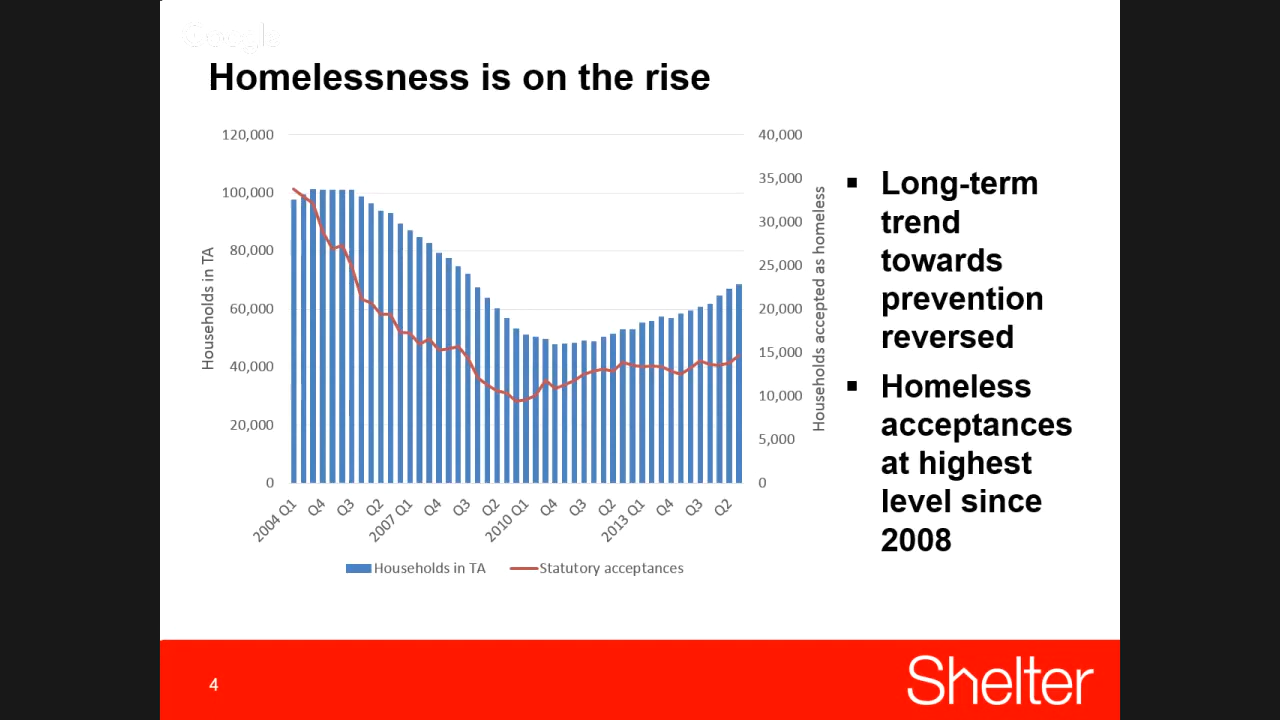 Google
Homelessness is on the rise
120,000
100,000
80,000
60,000
40,000
20,000
0
Households in TA
40,000
35,000
30,000
25,000
20,000
15,000
10,000
5,000
0
Households accepted as homeless
2004 Q1
Q4
Q3
Q2
2007 Q1
Q4
Q3
Q2
2010 Q1
Q4
Q3
Q2
2013 Q1
Q4
Q3
Q2
Households in TA
Statutory acceptances
Long-term
trend
towards
prevention
reversed
Homeless
acceptances
at highest
level since
2008
4
Shelter